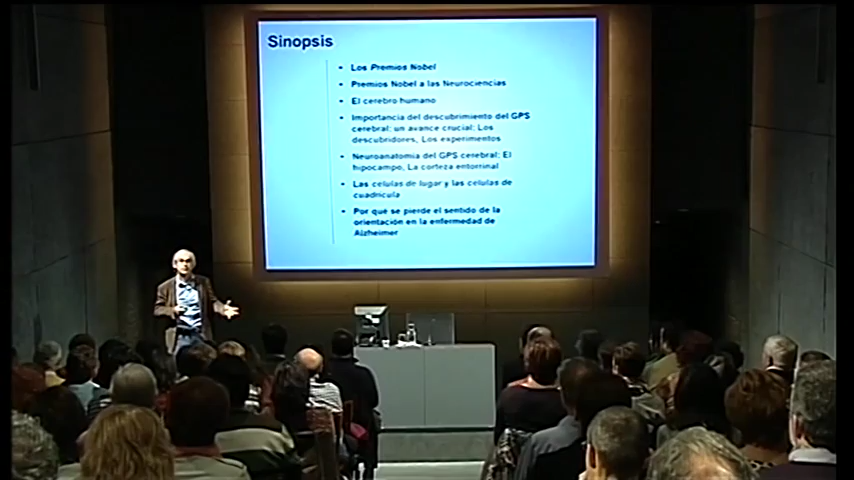 Sinopsis
• Los Premios Nobel
• Premios Nobel a las Neurociencias
• El cerebro humano
• Importancia del descubrimiento del GPS
cerebral: un avance crucial: Los
descubridores, Los experimentos
• Neuroanatomía del GPS cerebral: El
hipocampo, La corteza entorrinal
• Las células de lugar y las células de
cuadrícula
• Por qué se pierde el sentido de la
orientación en la enfermedad de
Alzheimer